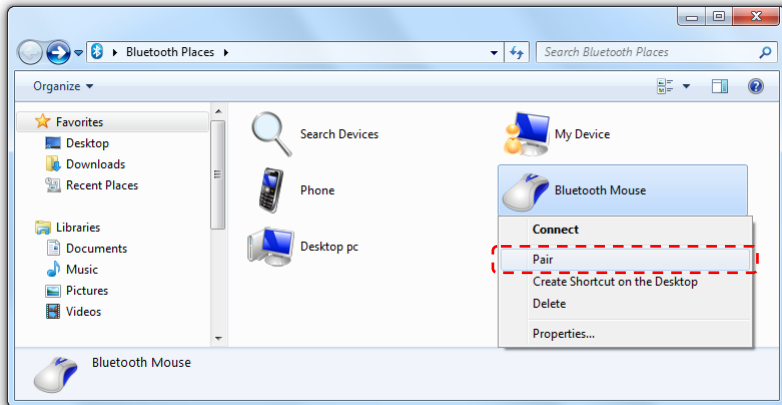 Bluetooth Places
Search Bluetooth Places
Organize
Favorites
Desktop
Downloads
Recent Places
Libraries
Documents
Music
Pictures
Videos
Search Devices
My Device
Phone
Bluetooth Mouse
Desktop pc
Connect
Pair
Create Shortcut on the Desktop
Delete
Properties...
Bluetooth Mouse